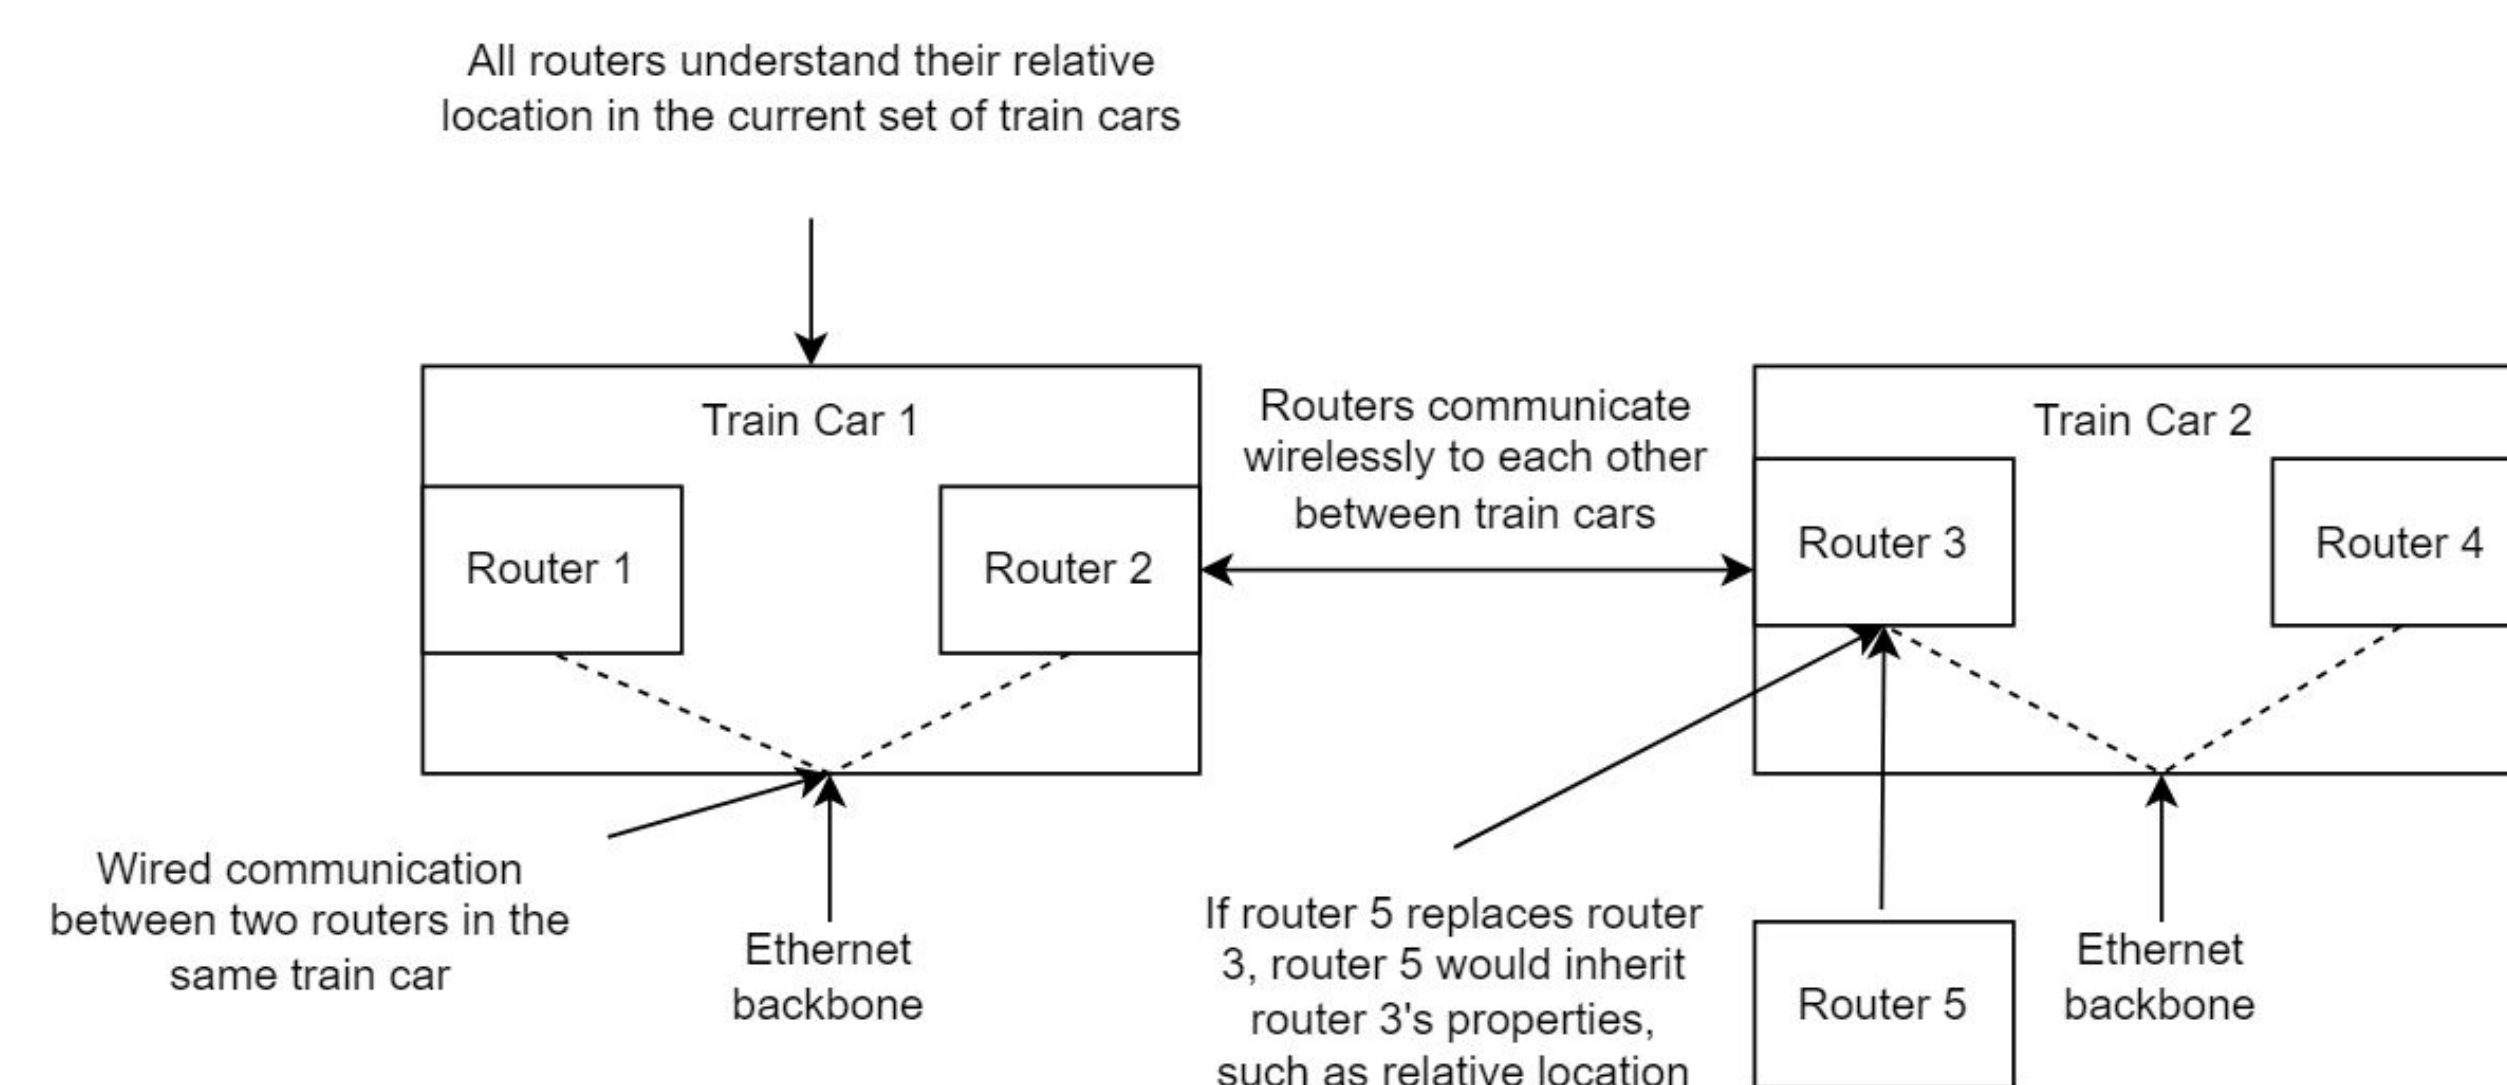 All routers understand their relative
location in the current set of train cars
Train Car 1
Routers communicate
wirelessly to each other
between train cars
Train Car 2
Router 1
Router 2
Router 3
Router 4
Wired communication
between two routers in the
same train car
Ethernet
backbone
If router 5 replaces router
3, router 5 would inherit
router 3's properties,
such as relative location
Router 5
Ethernet
backbone